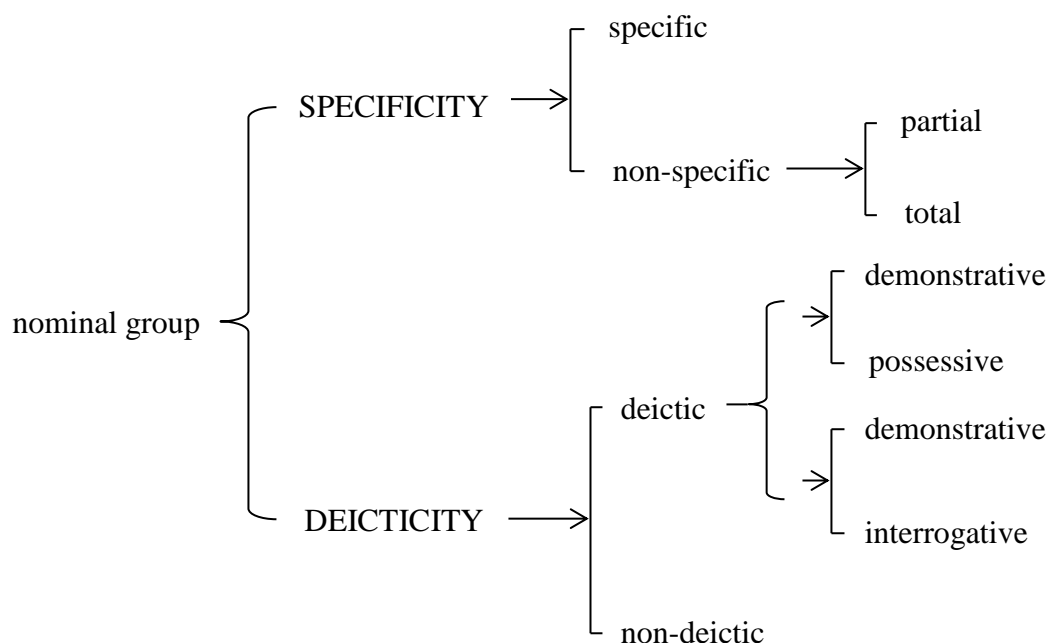 specific
SPECIFICITY
partial
non-specific
total
demonstrative
nominal group
possessive
deictic
demonstrative
DEICTICITY
interrogative
non-deictic